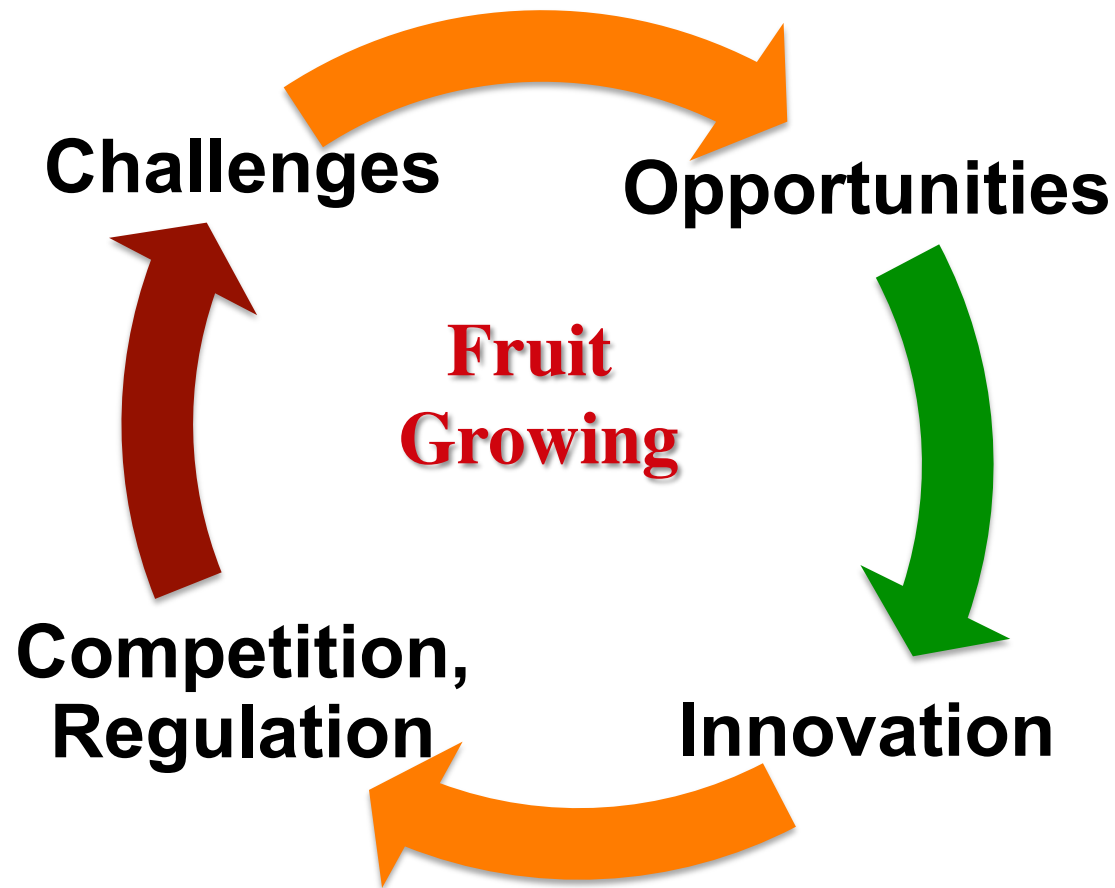 Challenges
Opportunities
Fruit
Growing
Competition,
Regulation
Innovation